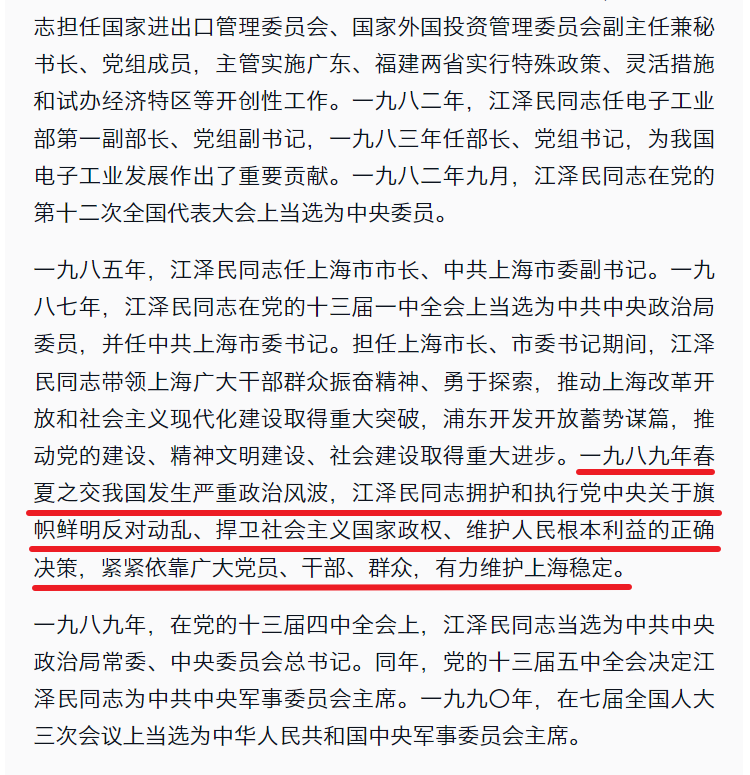 志担任国家进出口管理委员会、国家外国投资管理委员会副主任兼秘
书长、党组成员，主管实施广东、福建两省实行特殊政策、灵活措施
和试办经济特区等开创性工作。一九八二年，江泽民同志任电子工业
部第一副部长、党组副书记，一九八三年任部长、党组书记，为我国
电子工业发展作出了重要贡献。一九八二年九月，江泽民同志在党的
第十二次全国代表大会上当选为中央委员。
一九八五年，江泽民同志任上海市市长、中共上海市委副书记。一九
八七年，江泽民同志在党的十三届一中全会上当选为中共中央政治局
委员，并任中共上海市委书记。担任上海市长、市委书记期间，江泽
民同志带领上海广大干部群众振奋精神、勇于探索，推动上海改革开
放和社会主义现代化建设取得重大突破，浦东开发开放蓄势谋篇，推
动党的建设、精神文明建设、社会建设取得重大进步。一九八九年春
夏之交我国发生严重政治风波，江泽民同志拥护和执行党中央关于旗
帜鲜明反对动乱、捍卫社会主义国家政权、维护人民根本利益的正确
决策，紧紧依靠广大党员、干部、群众，有力维护上海稳定。
一九八九年，在党的十三届四中全会上，江泽民同志当选为中共中央
政治局常委、中央委员会总书记。同年，党的十三届五中全会决定江
泽民同志为中共中央军事委员会主席。一九九〇年，在七届全国人大
三次会议上当选为中华人民共和国中央军事委员会主席。